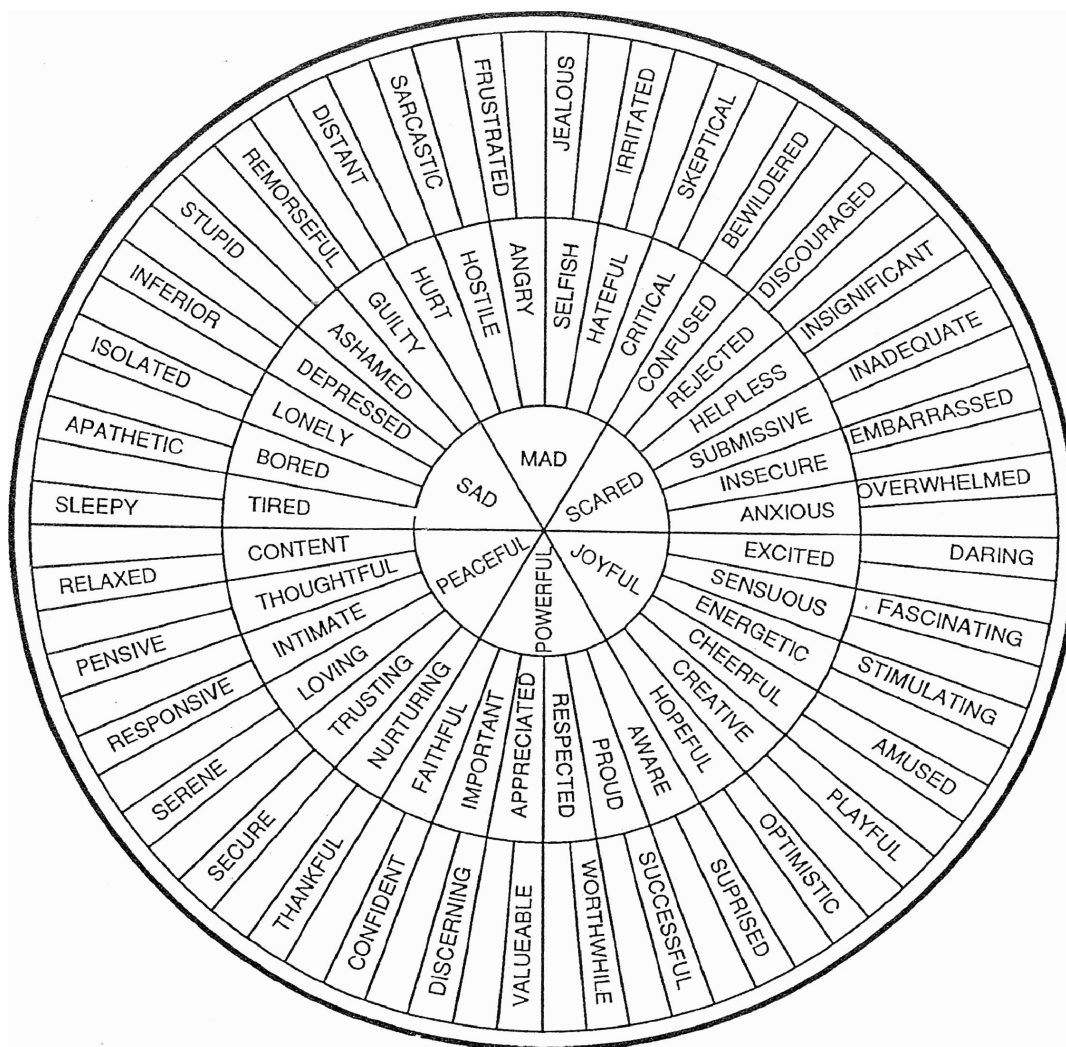 MAD
SCARED
JOYFUL
POWERFUL
PEACEFUL
SAD
HURT
HOSTILE
ANGRY
SELFISH
HATEFUL
CRITICAL
CONFUSED
REJECTED
HELPLESS
SUBMISSIVE
INSECURE
ANXIOUS
EXCITED
SENSUOUS
ENERGETIC
CHEERFUL
CREATIVE
HOPEFUL
AWARE
PROUD
RESPECTED
APPRECIATED
IMPORTANT
FAITHFUL
NURTURING
TRUSTING
LOVING
INTIMATE
THOUGHTFUL
CONTENT
TIRED
BORED
LONELY
DEPRESSED
ASHAMED
GUILTY
DISTANT
SARCASTIC
FRUSTRATED
JEALOUS
IRRITATED
SKEPTICAL
BEWILDERED
DISCOURAGED
INSIGNIFICANT
INADEQUATE
EMBARRASSED
OVERWHELMED
DARING
FASCINATING
STIMULATING
AMUSED
PLAYFUL
OPTIMISTIC
SUPRISED
SUCCESSFUL
WORTHWHILE
VALUEABLE
DISCERNING
CONFIDENT
THANKFUL
SECURE
SERENE
RESPONSIVE
PENSIVE
RELAXED
SLEEPY
APATHETIC
ISOLATED
INFERIOR
STUPID
REMORSEFUL